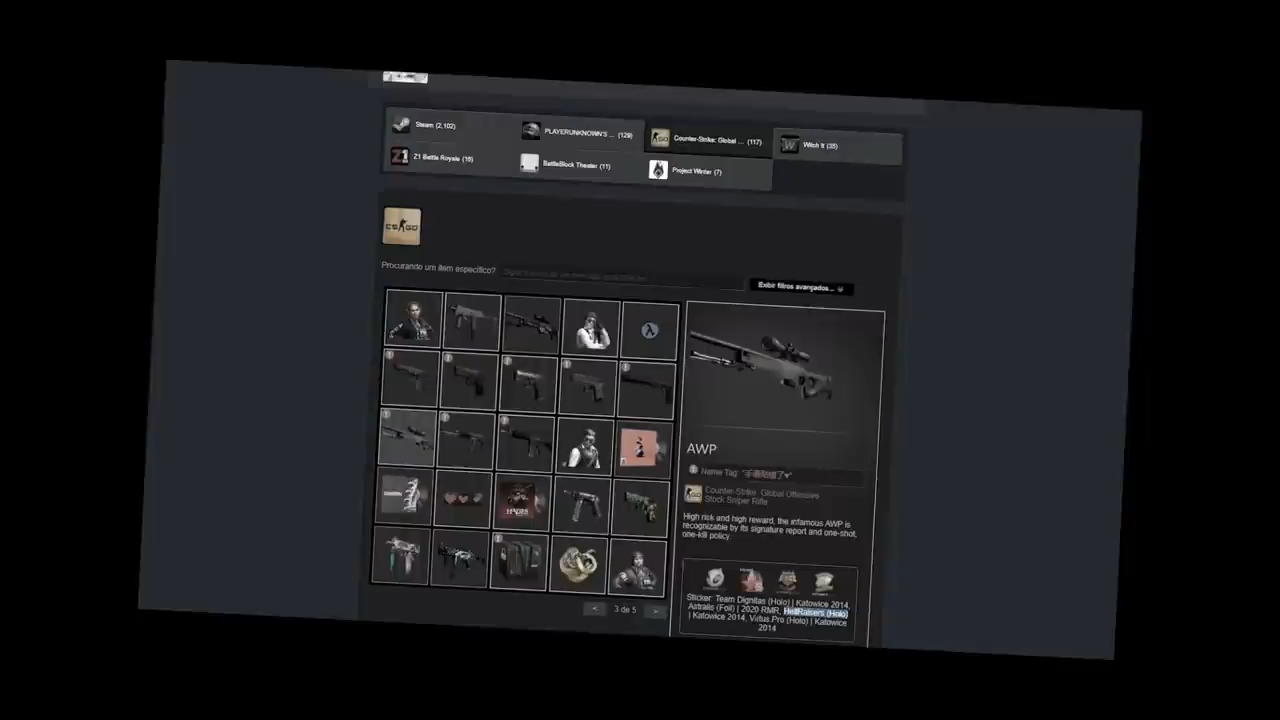 Steam (2,102)
PLAYERUNKNOWN'S ... (129)
Counter-Strike: Global ... (117)
Witch It (35)
Z1 Battle Royale (16)
BattleBlock Theater (11)
Project Winter (7)
CS GO
Procurando um item específico?
Exibir filtros avançados...
AWP
Name Tag:
Counter-Strike: Global Offensive
Stock Sniper Rifle
High risk and high reward, the infamous AWP is
recognizable by its signature report and one-shot,
one-kill policy.
Sticker: Team Dignitas (Holo) | Katowice 2014,
Astralis (Foil) | 2020 RMR, HellRaisers (Holo)
| Katowice 2014, Virtus.Pro (Holo) | Katowice
2014
< 3 de 5 >